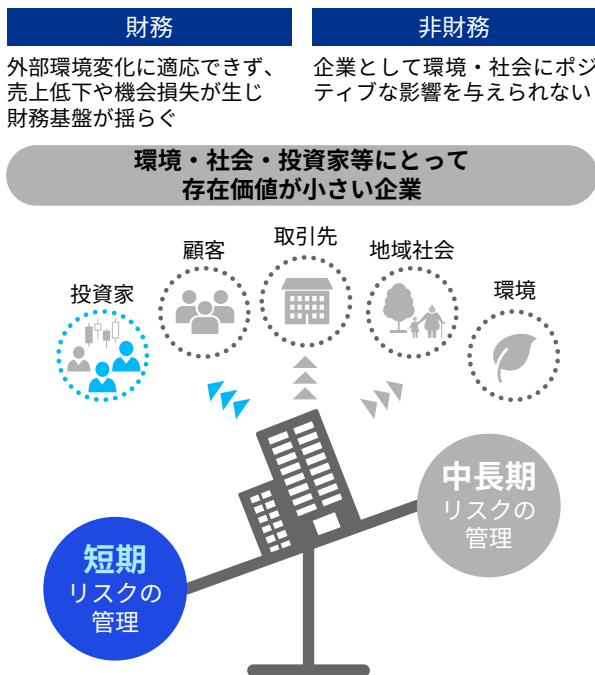 財務
外部環境変化に適応できず、
売上低下や機会損失が生じ
財務基盤が揺らぐ
非財務
企業として環境・社会にポジ
ティブな影響を与えられない
環境・社会・投資家等にとって
存在価値が小さい企業
投資家
顧客
取引先
地域社会
環境
短期
リスクの
管理
中長期
リスクの
管理